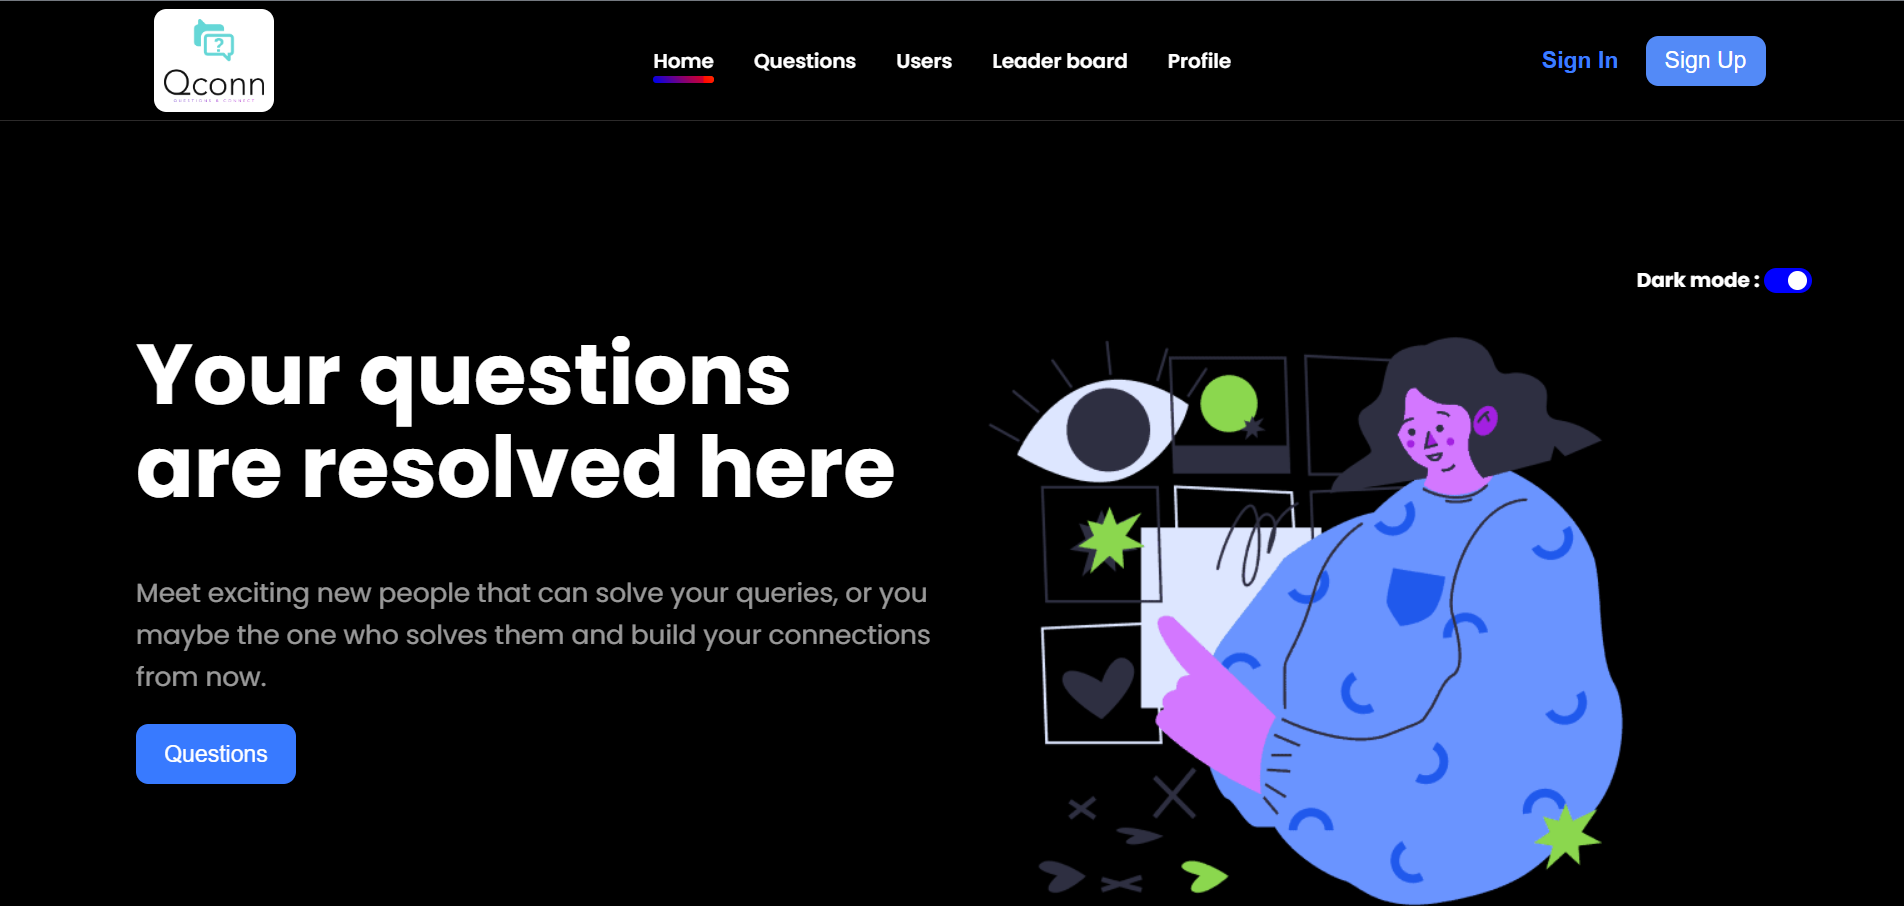 ?
Qconn
QUESTIONS & CONNECT
Home Questions Users Leader board Profile
Sign In Sign Up
Dark mode :
Your questions
are resolved here
Meet exciting new people that can solve your queries, or you
maybe the one who solves them and build your connections
from now.
Questions